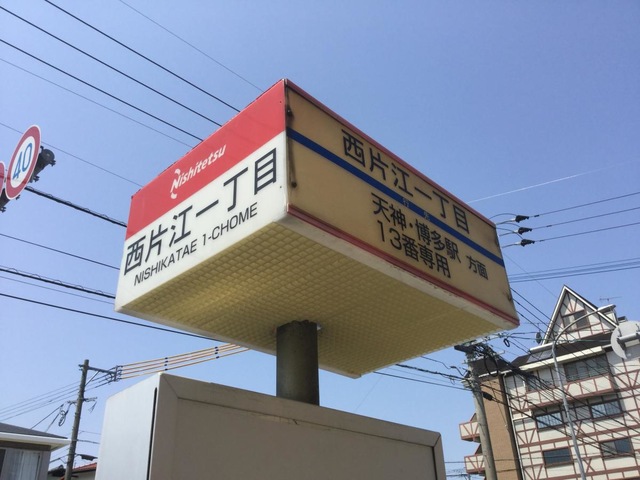 40
Nishitetsu
西片江一丁目
NISHIKATAE 1-CHOME
西片江一丁目
天神・博多駅 方面
13番専用